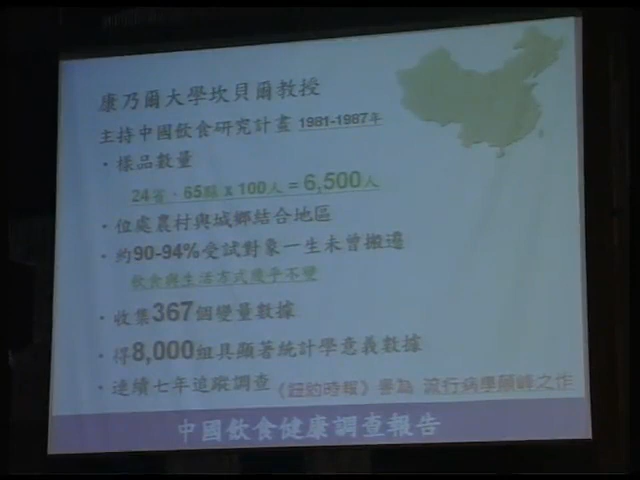 康乃爾大學坎貝爾教授
主持中國飲食研究計畫 1981-1987年
・樣品數量
24省，65縣 x 100人 = 6,500人
・位處農村與城鄉結合地區
・約90-94%受試對象一生未曾搬遷
飲食與生活方式幾乎不變
・收集367個變量數據
・得8,000組具顯著統計學意義數據
・連續七年追蹤調查 《紐約時報》譽為 流行病學顛峰之作
中國飲食健康調查報告